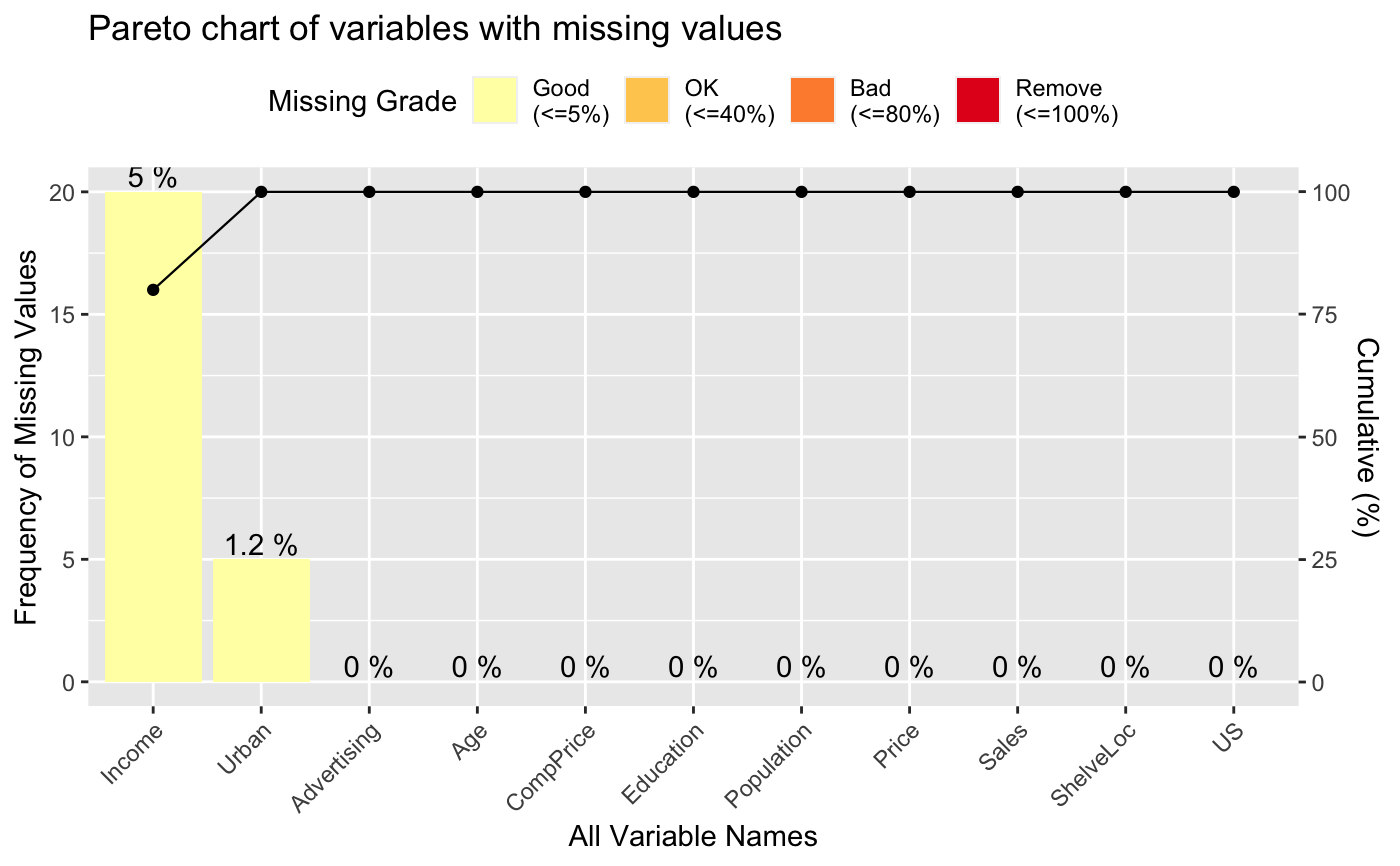 Pareto chart of variables with missing values
Missing Grade
Good
(<=5%)
OK
(<=40%)
Bad
(<=80%)
Remove
(<=100%)
Frequency of Missing Values
20
15
10
5
0
5 %
1.2 %
0 %
0 %
0 %
0 %
0 %
0 %
0 %
0 %
0 %
100
75
50
25
0
Cumulative (%)
Income
Urban
Advertising
Age
CompPrice
Education
Population
Price
Sales
ShelveLoc
US
All Variable Names